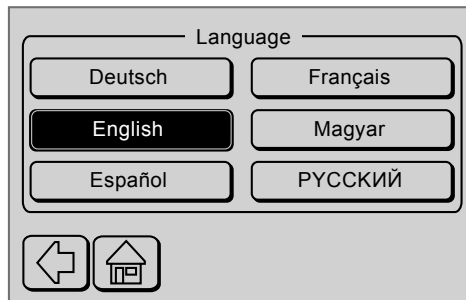 Language
Deutsch
Français
English
Magyar
Español
РУССКИЙ